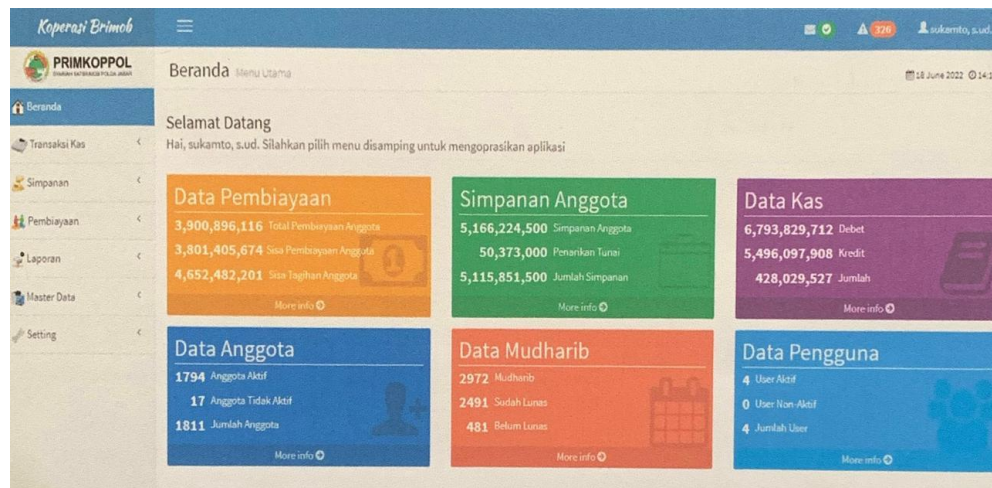 Koperasi Brimob
326
sukamto, s.ud.
PRIMKOPPOL
Beranda Menu Utama
18 June 2022 14:1
Beranda
Transaksi Kas
Simpanan
Pembiayaan
Laporan
Master Data
Setting
Selamat Datang
Hai, sukamto, s.ud. Silahkan pilih menu disamping untuk mengoprasikan aplikasi
Data Pembiayaan
3,900,896,116 Total Pembiayaan Anggota
3,801,405,674 Sisa Pembiayaan Anggota
4,652,482,201 Sisa Tagihan Anggota
More info
Simpanan Anggota
5,166,224,500 Simpanan Anggota
50,373,000 Penarikan Tunai
5,115,851,500 Jumlah Simpanan
More info
Data Kas
6,793,829,712 Debet
5,496,097,908 Kredit
428,029,527 Jumlah
More info
Data Anggota
1794 Anggota Aktif
17 Anggota Tidak Aktif
1811 Jumlah Anggota
More info
Data Mudharib
2972 Mudharib
2491 Sudah Lunas
481 Belum Lunas
More info
Data Pengguna
4 User Aktif
0 User Non-Aktif
4 Jumlah User
More info